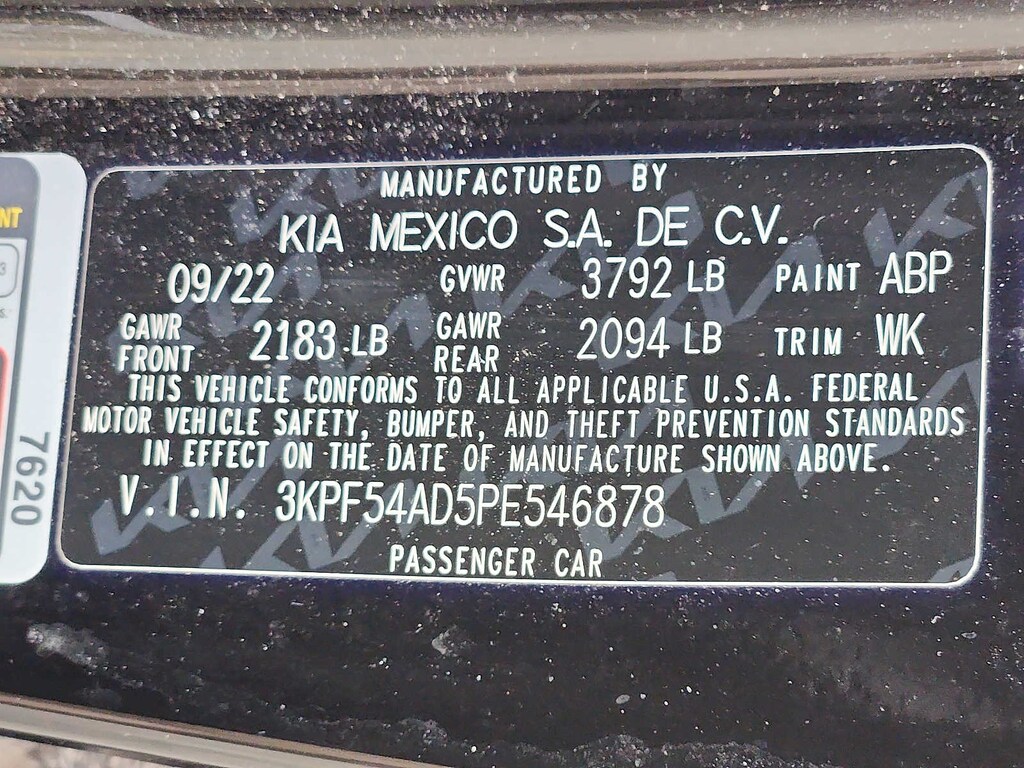 MANUFACTURED BY
KIA MEXICO S.A. DE C.V.
09/22 GVWR 3792 LB PAINT ABP
GAWR FRONT 2183 LB GAWR REAR 2094 LB TRIM WK
THIS VEHICLE CONFORMS TO ALL APPLICABLE U.S.A. FEDERAL
MOTOR VEHICLE SAFETY, BUMPER, AND THEFT PREVENTION STANDARDS
IN EFFECT ON THE DATE OF MANUFACTURE SHOWN ABOVE.
V.I.N. 3KPF54AD5PE546878
PASSENGER CAR
7620